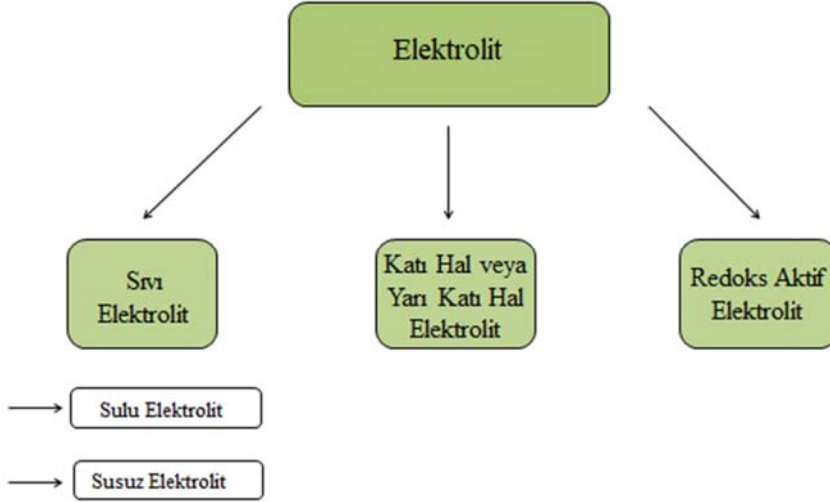 Elektrolit
Sıvı
Elektrolit
Katı Hal veya
Yarı Katı Hal
Elektrolit
Redoks Aktif
Elektrolit
Sulu Elektrolit
Susuz Elektrolit